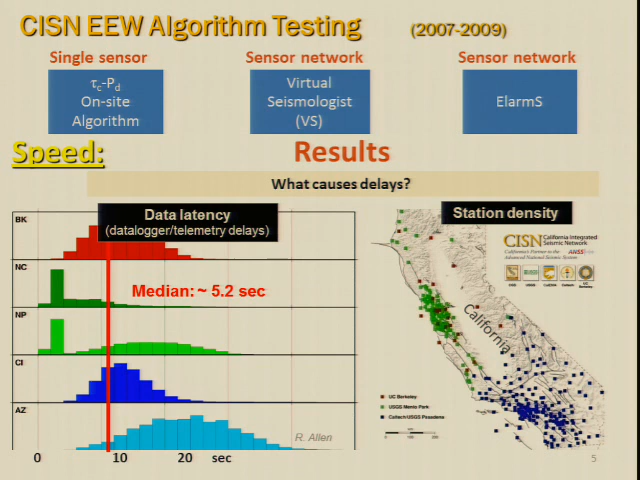 CISN EEW Algorithm Testing (2007-2009)
Single sensor
Sensor network
Sensor network
τc-Pd
On-site
Algorithm
Virtual
Seismologist
(VS)
ElarmS
Speed:
Results
What causes delays?
Data latency
(datalogger/telemetry delays)
Station density
BK
NC
NP
CI
AZ
Median: ~ 5.2 sec
R. Allen
0 10 20 sec
CISN California Integrated
Seismic Network
California's Partner to the
Advanced National Seismic System
ANSS
California
UC Berkeley
USGS Menlo Park
Caltech/USGS Pasadena
5